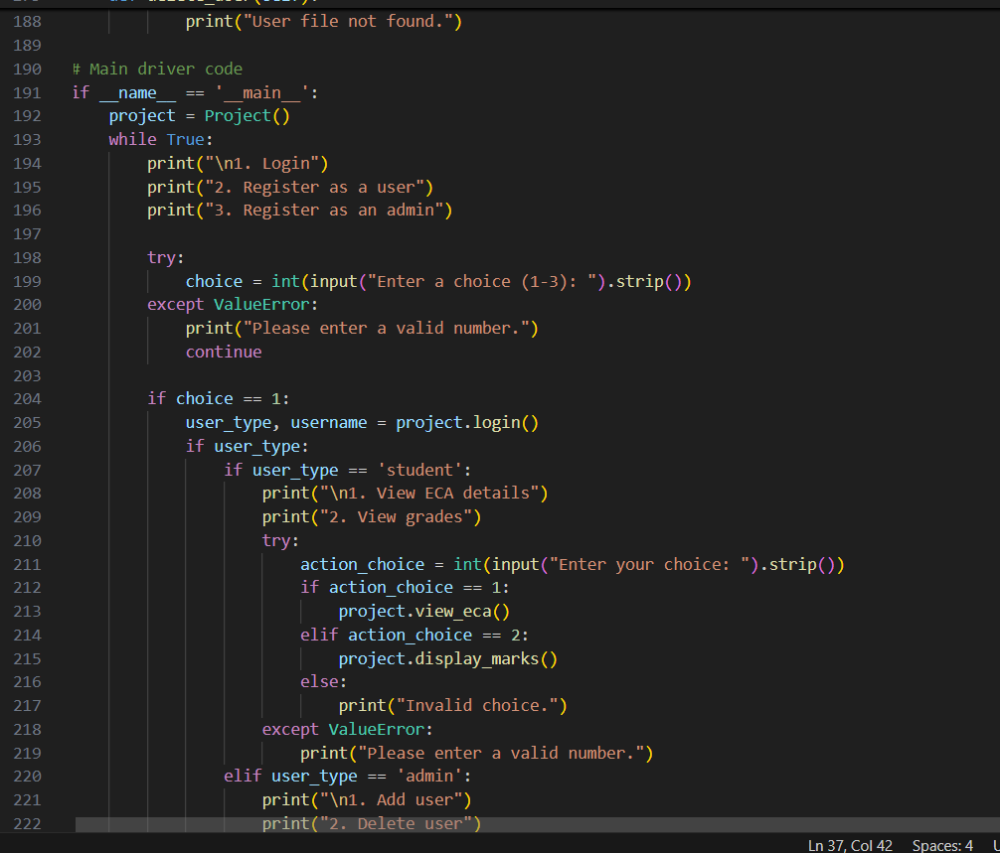 188 print("User file not found.")
189
190 # Main driver code
191 if __name__ == '__main__':
192     project = Project()
193     while True:
194         print("\n1. Login")
195         print("2. Register as a user")
196         print("3. Register as an admin")
197
198         try:
199             choice = int(input("Enter a choice (1-3): ").strip())
200         except ValueError:
201             print("Please enter a valid number.")
202             continue
203
204         if choice == 1:
205             user_type, username = project.login()
206             if user_type:
207                 if user_type == 'student':
208                     print("\n1. View ECA details")
209                     print("2. View grades")
210                     try:
211                         action_choice = int(input("Enter your choice: ").strip())
212                         if action_choice == 1:
213                             project.view_eca()
214                         elif action_choice == 2:
215                             project.display_marks()
216                         else:
217                             print("Invalid choice.")
218                     except ValueError:
219                         print("Please enter a valid number.")
220                 elif user_type == 'admin':
221                     print("\n1. Add user")
222                     print("2. Delete user")
Ln 37, Col 42 Spaces: 4